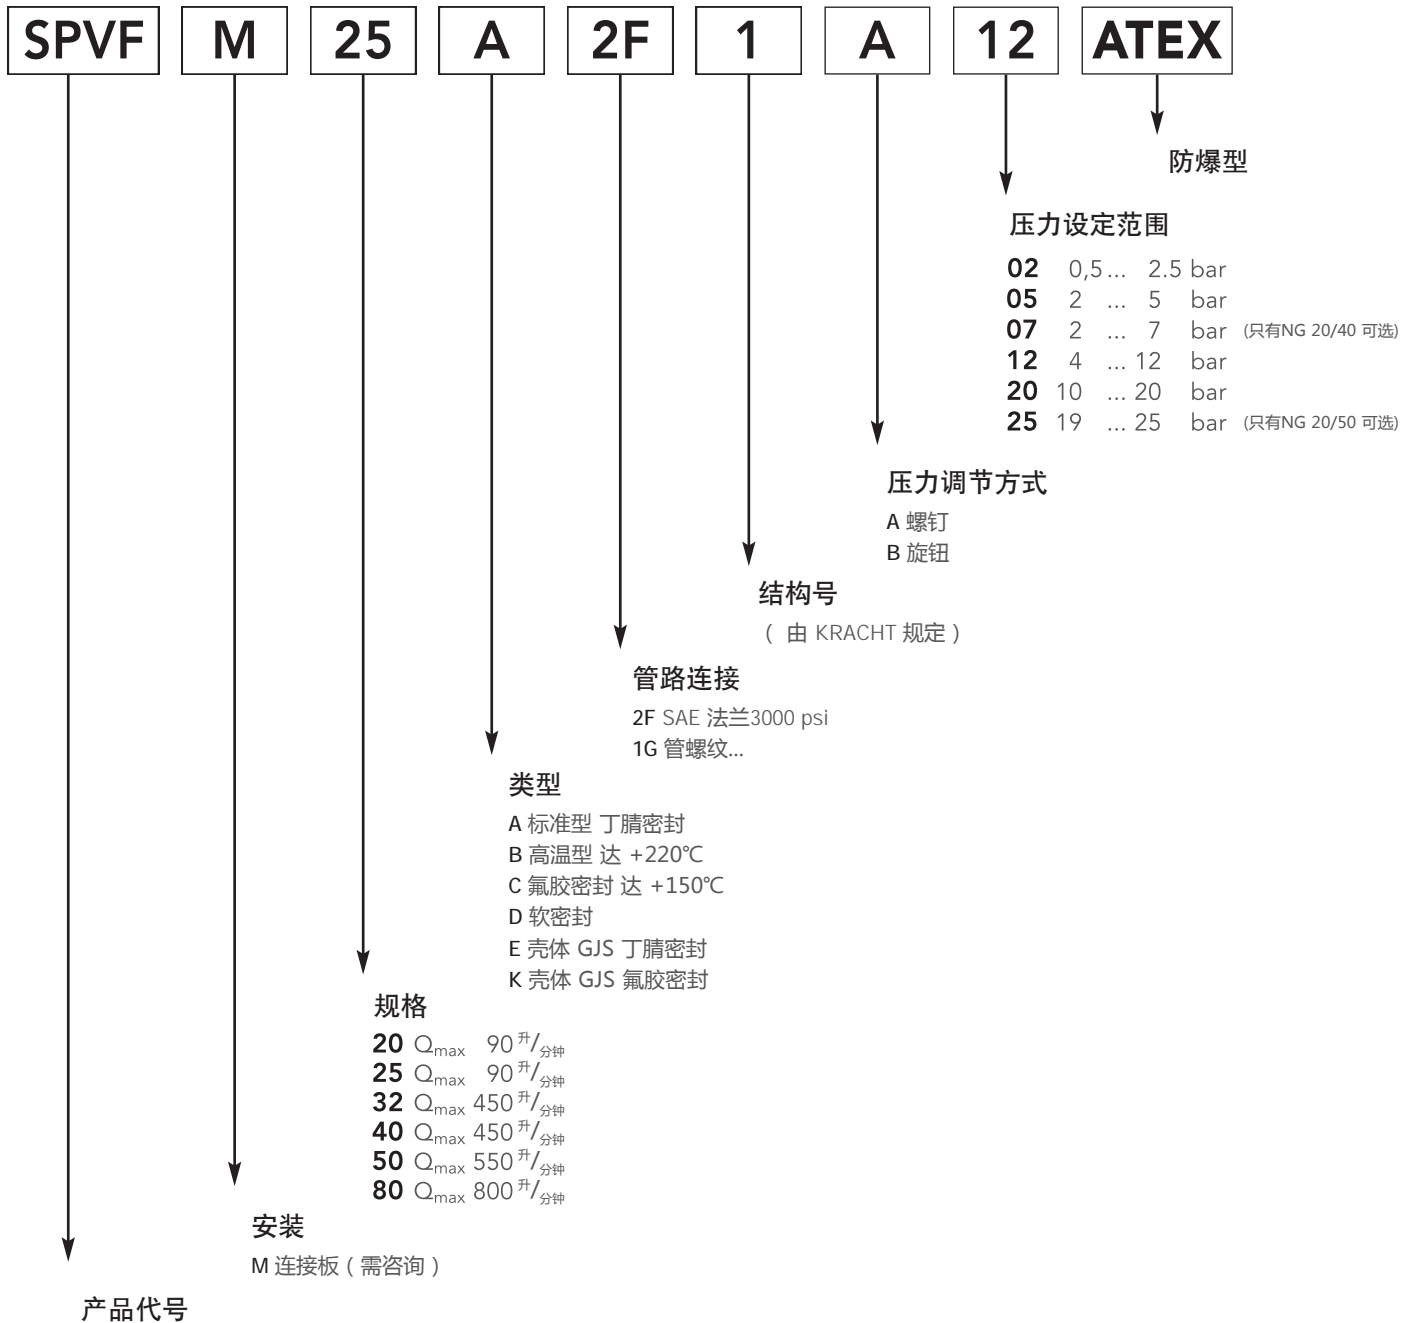 SPVF M 25 A 2F 1 A 12 ATEX
防爆型
压力设定范围
02 0,5... 2.5 bar
05 2 ... 5 bar
07 2 ... 7 bar (只有NG 20/40 可选)
12 4 ... 12 bar
20 10 ... 20 bar
25 19 ... 25 bar (只有NG 20/50 可选)
压力调节方式
A 螺钉
B 旋钮
结构号
( 由 KRACHT 规定 )
管路连接
2F SAE 法兰3000 psi
1G 管螺纹...
类型
A 标准型 丁腈密封
B 高温型 达 +220℃
C 氟胶密封 达 +150℃
D 软密封
E 壳体 GJS 丁腈密封
K 壳体 GJS 氟胶密封
规格
20 Qmax 90 升/分钟
25 Qmax 90 升/分钟
32 Qmax 450 升/分钟
40 Qmax 450 升/分钟
50 Qmax 550 升/分钟
80 Qmax 800 升/分钟
安装
M 连接板 ( 需咨询 )
产品代号